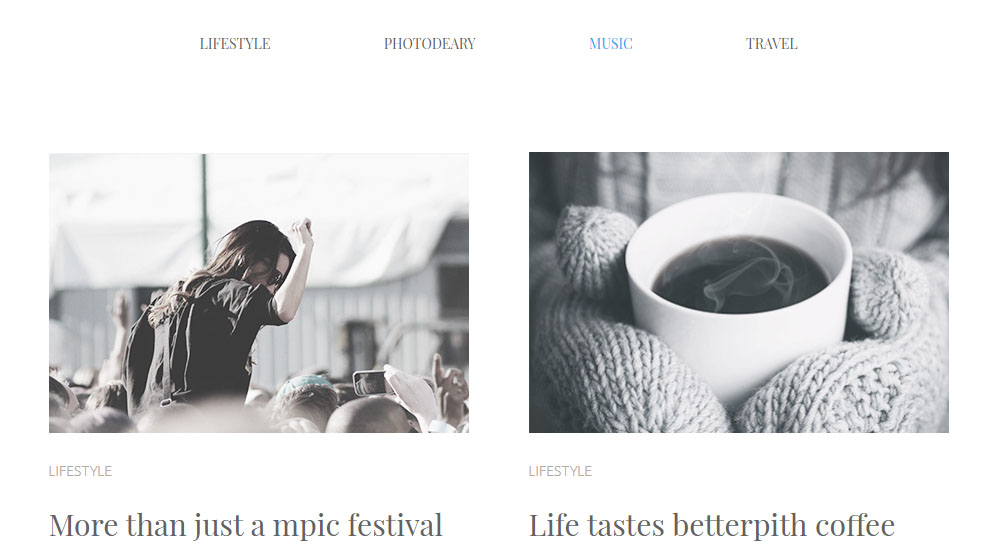 LIFESTYLE PHOTODEARY MUSIC TRAVEL
LIFESTYLE
More than just a mpic festival
LIFESTYLE
Life tastes betterpith coffee